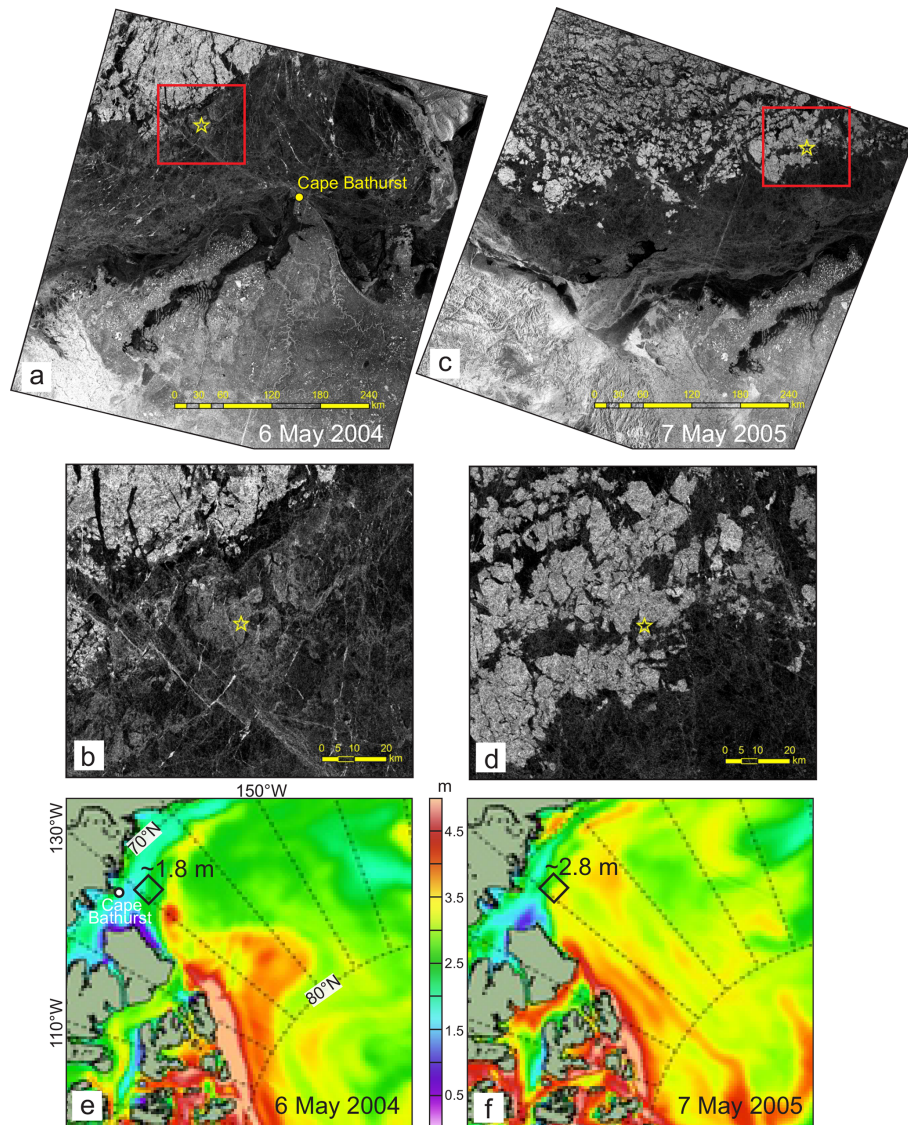 Cape Bathurst
a
0 30 60 120 180 240
km
6 May 2004
c
0 30 60 120 180 240
km
7 May 2005
b
0 5 10 20
km
d
0 5 10 20
km
150°W
130°W
110°W
70°N
80°N
~1.8 m
Cape
Bathurst
e
6 May 2004
m
4.5
3.5
2.5
1.5
0.5
~2.8 m
f
7 May 2005